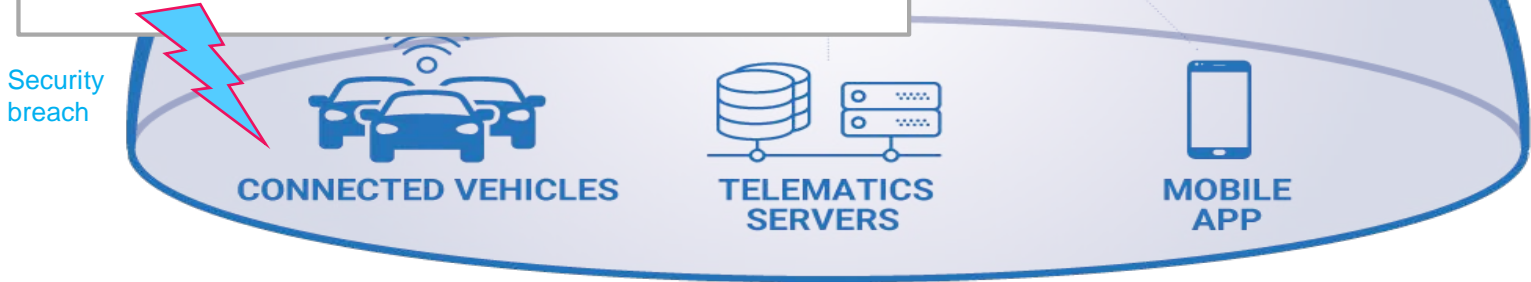 Security
breach
CONNECTED VEHICLES
TELEMATICS
SERVERS
MOBILE
APP